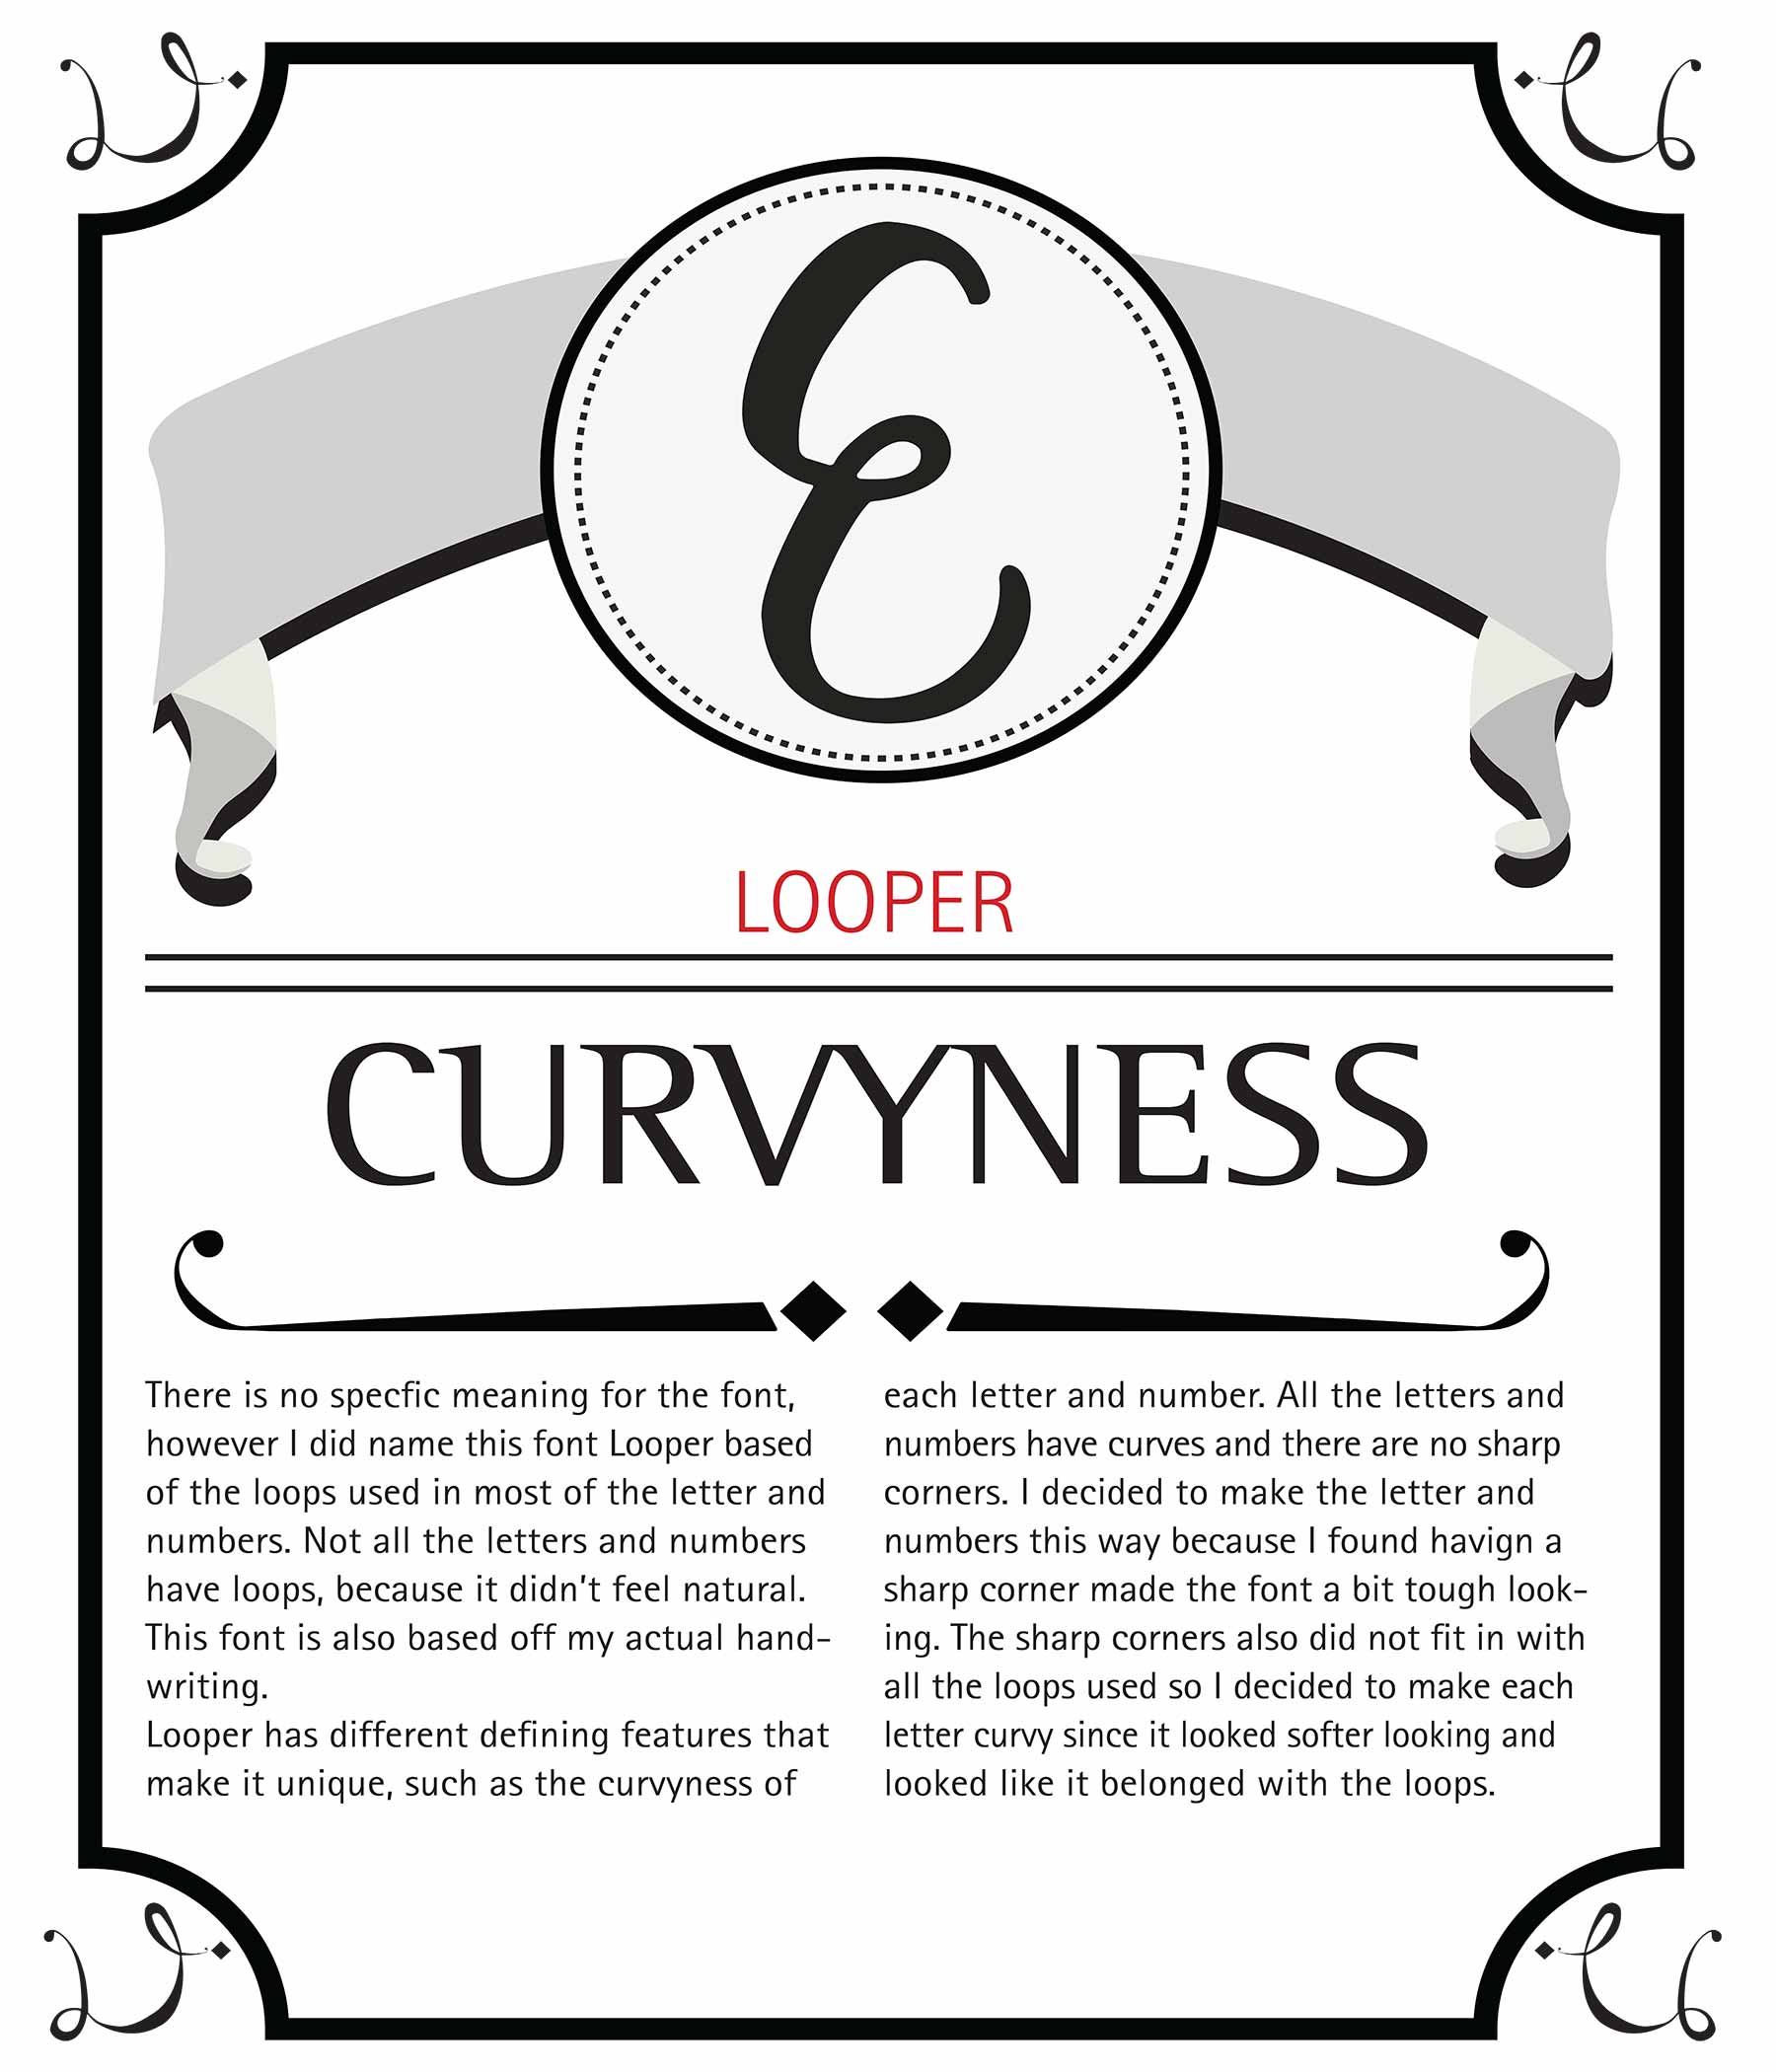 E
LOOPER
CURVYNESS
There is no specfic meaning for the font,
however I did name this font Looper based
of the loops used in most of the letter and
numbers. Not all the letters and numbers
have loops, because it didn't feel natural.
This font is also based off my actual hand-
writing.
Looper has different defining features that
make it unique, such as the curvyness of
each letter and number. All the letters and
numbers have curves and there are no sharp
corners. I decided to make the letter and
numbers this way because I found havign a
sharp corner made the font a bit tough look-
ing. The sharp corners also did not fit in with
all the loops used so I decided to make each
letter curvy since it looked softer looking and
looked like it belonged with the loops.